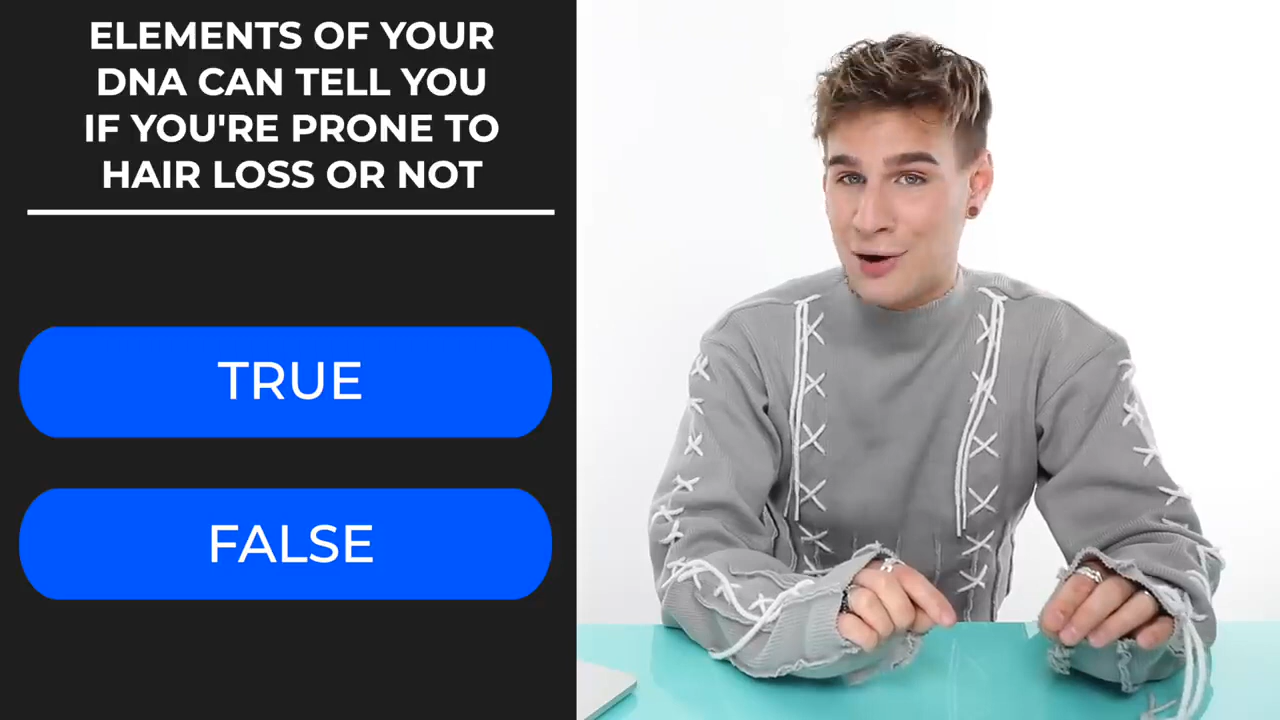 ELEMENTS OF YOUR
DNA CAN TELL YOU
IF YOU'RE PRONE TO
HAIR LOSS OR NOT
TRUE
FALSE